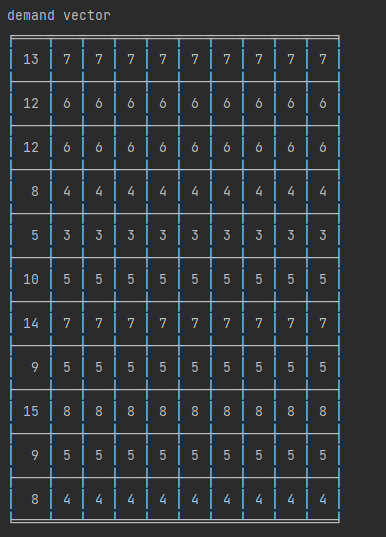 demand vector
13 7 7 7 7 7 7 7 7 7
12 6 6 6 6 6 6 6 6 6
12 6 6 6 6 6 6 6 6 6
8 4 4 4 4 4 4 4 4 4
5 3 3 3 3 3 3 3 3 3
10 5 5 5 5 5 5 5 5 5
14 7 7 7 7 7 7 7 7 7
9 5 5 5 5 5 5 5 5 5
15 8 8 8 8 8 8 8 8 8
9 5 5 5 5 5 5 5 5 5
8 4 4 4 4 4 4 4 4 4